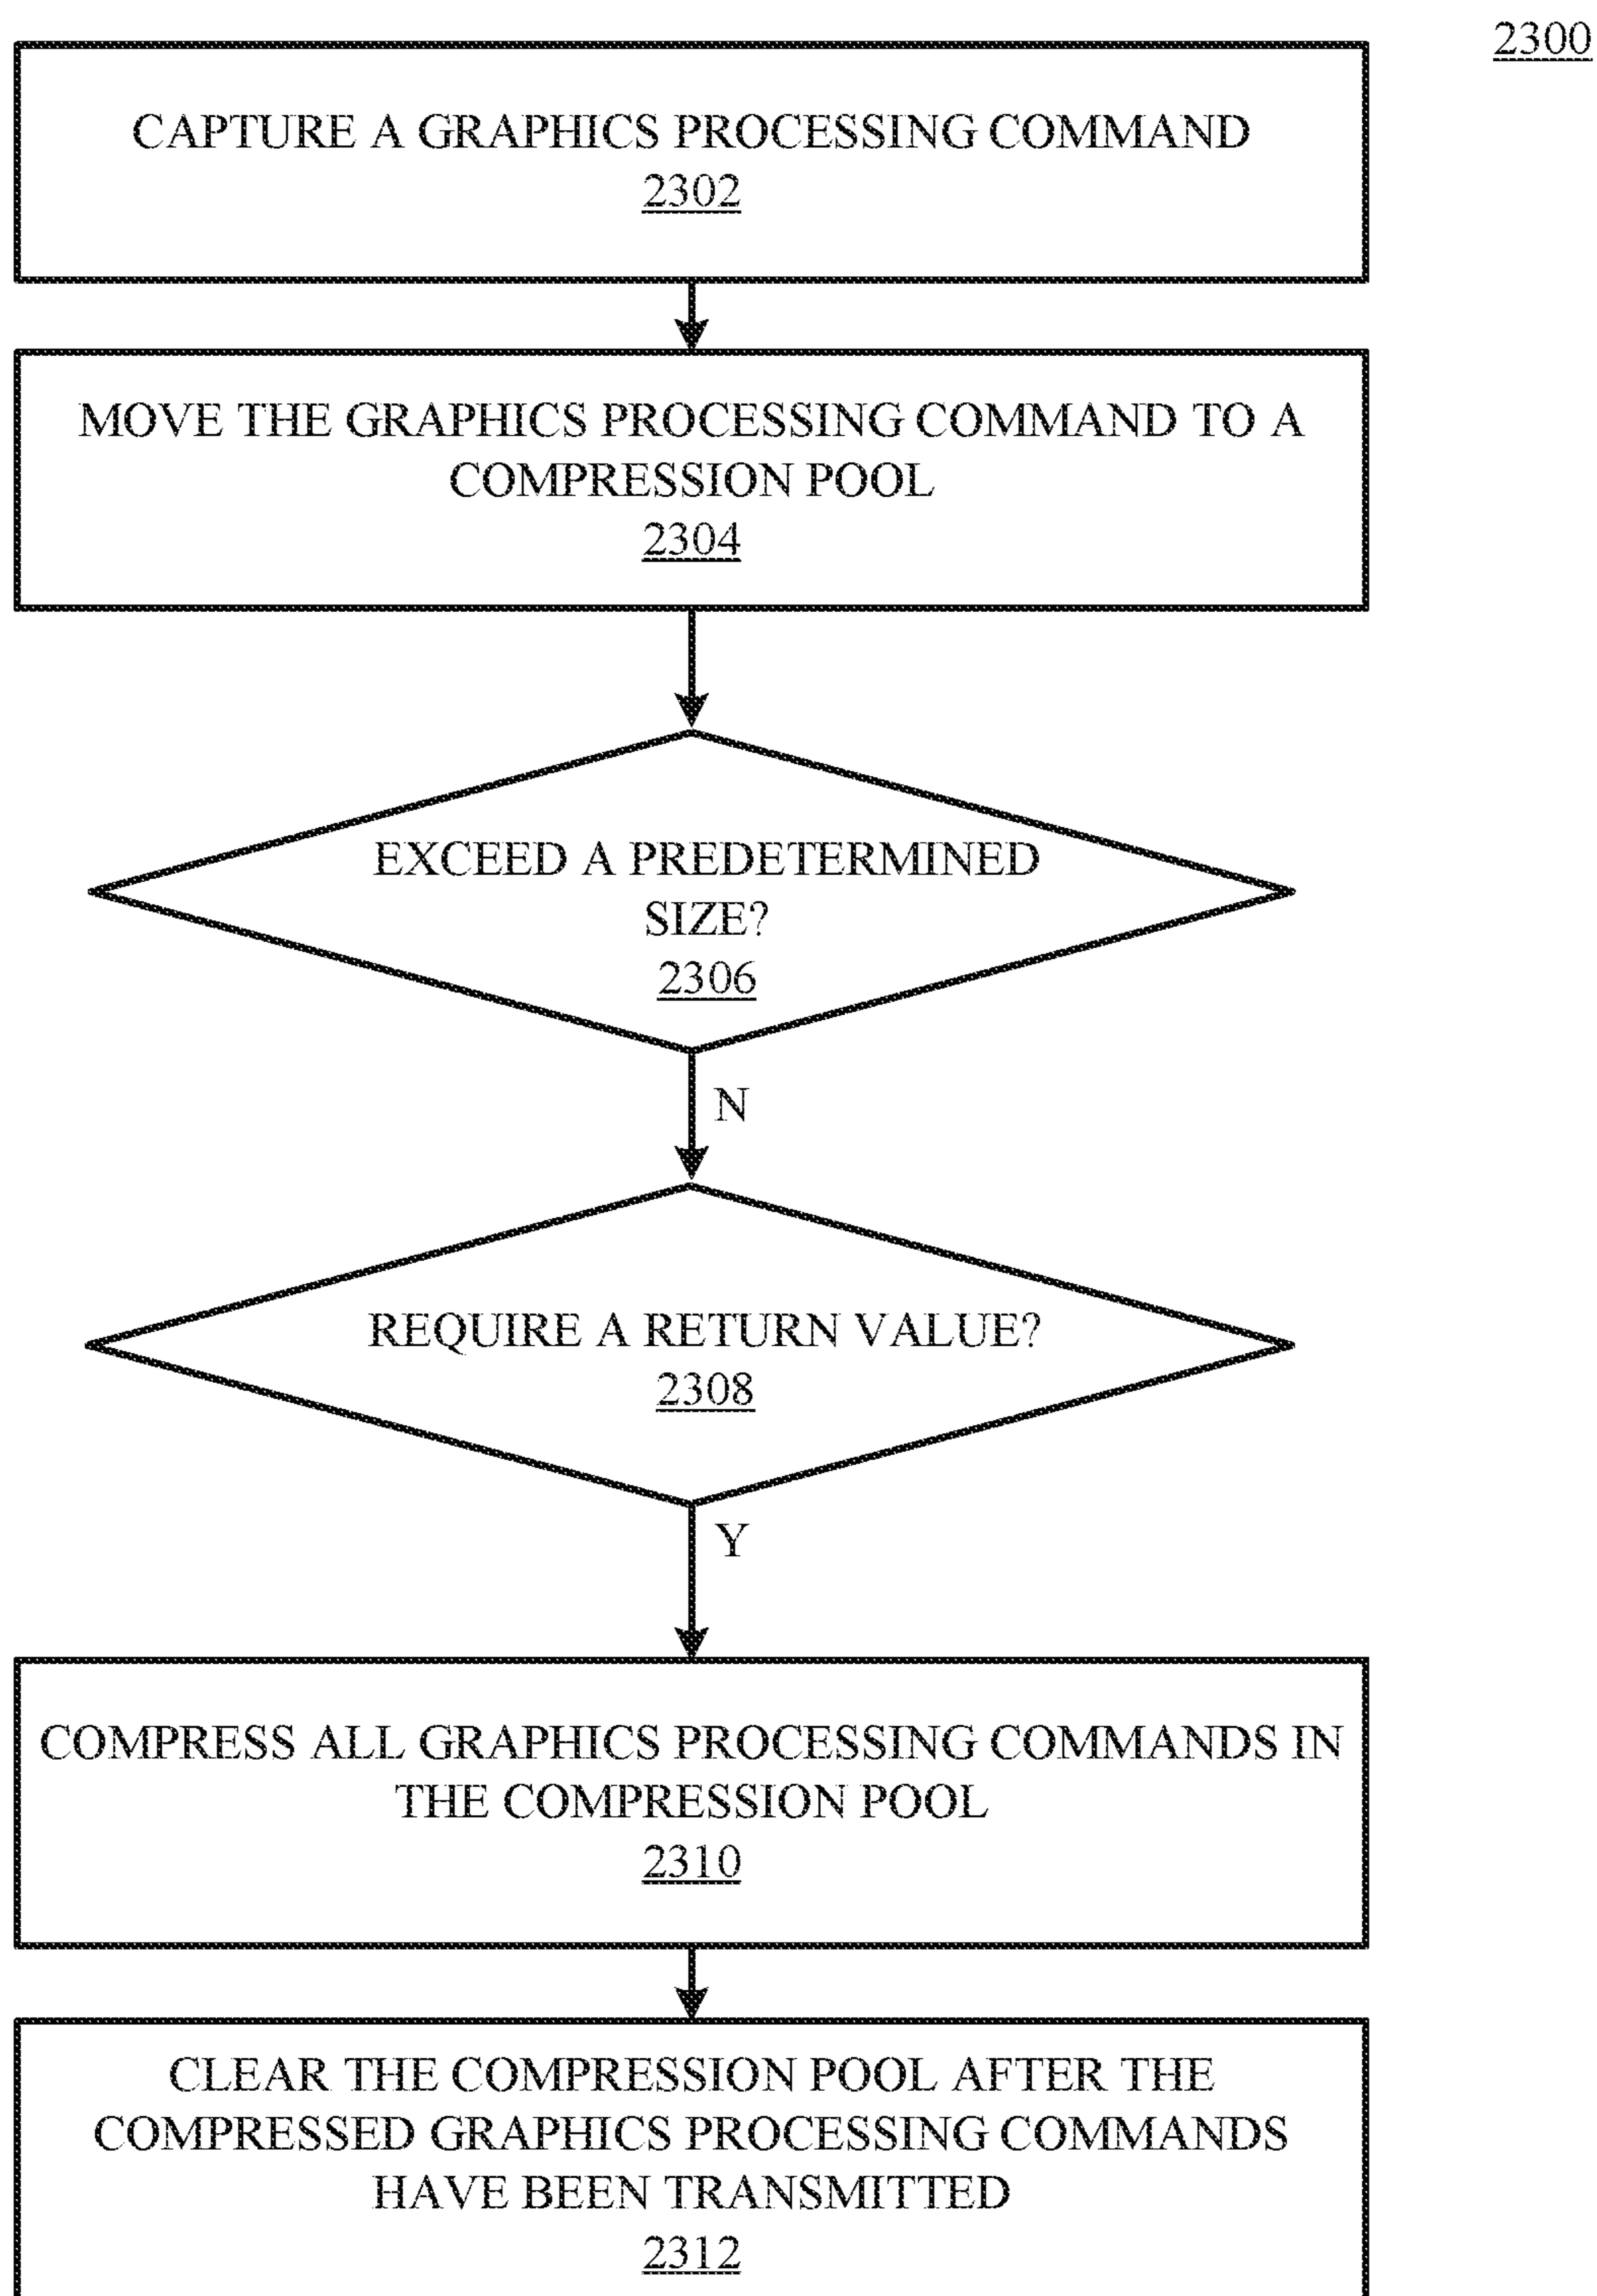 2300
CAPTURE A GRAPHICS PROCESSING COMMAND
2302
MOVE THE GRAPHICS PROCESSING COMMAND TO A
COMPRESSION POOL
2304
EXCEED A PREDETERMINED
SIZE?
2306
N
REQUIRE A RETURN VALUE?
2308
Y
COMPRESS ALL GRAPHICS PROCESSING COMMANDS IN
THE COMPRESSION POOL
2310
CLEAR THE COMPRESSION POOL AFTER THE
COMPRESSED GRAPHICS PROCESSING COMMANDS
HAVE BEEN TRANSMITTED
2312